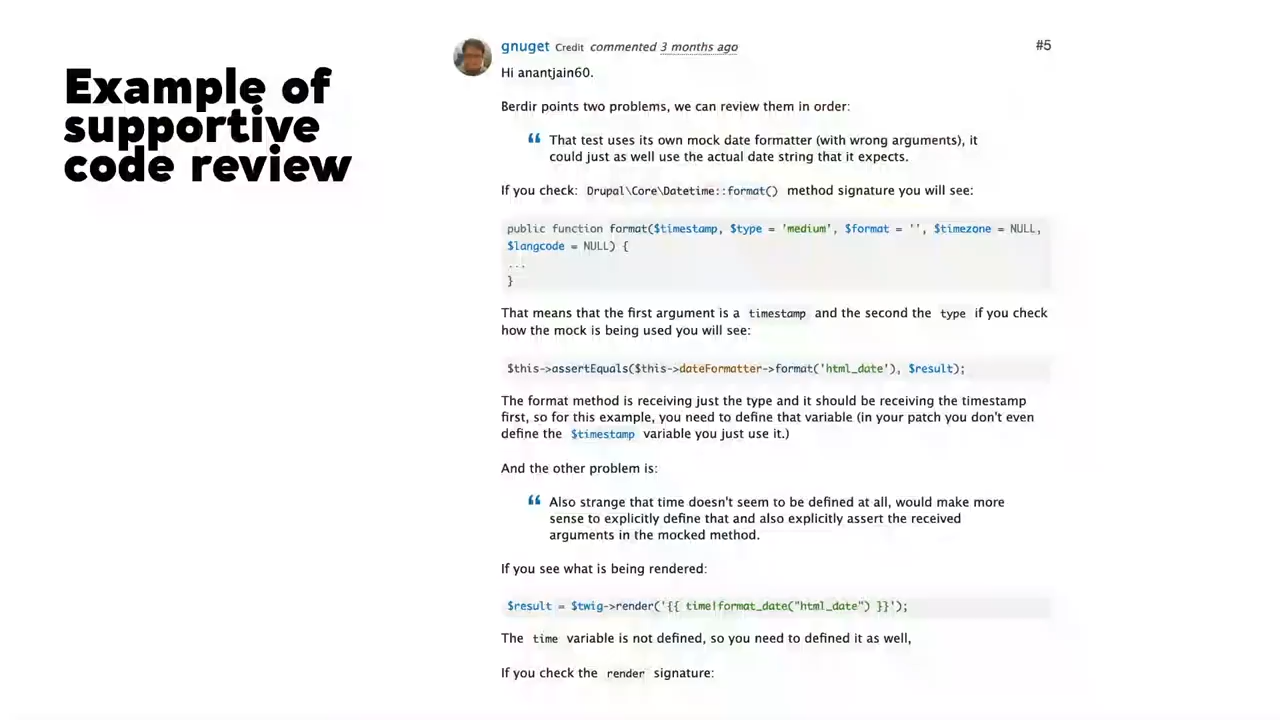 Example of
supportive
code review
gnuget Credit commented 3 months ago
#5
Hi anantjain60.
Berdir points two problems, we can review them in order:
“ That test uses its own mock date formatter (with wrong arguments), it
could just as well use the actual date string that it expects.
If you check: Drupal\Core\Datetime::format() method signature you will see:
public function format($timestamp, $type = 'medium', $format = '', $timezone = NULL,
$langcode = NULL) {
...
}
That means that the first argument is a timestamp and the second the type if you check
how the mock is being used you will see:
$this->assertEquals($this->dateFormatter->format('html_date'), $result);
The format method is receiving just the type and it should be receiving the timestamp
first, so for this example, you need to define that variable (in your patch you don't even
define the $timestamp variable you just use it.)
And the other problem is:
“ Also strange that time doesn't seem to be defined at all, would make more
sense to explicitly define that and also explicitly assert the received
arguments in the mocked method.
If you see what is being rendered:
$result = $twig->render('{{ time|format_date("html_date") }}');
The time variable is not defined, so you need to defined it as well,
If you check the render signature: